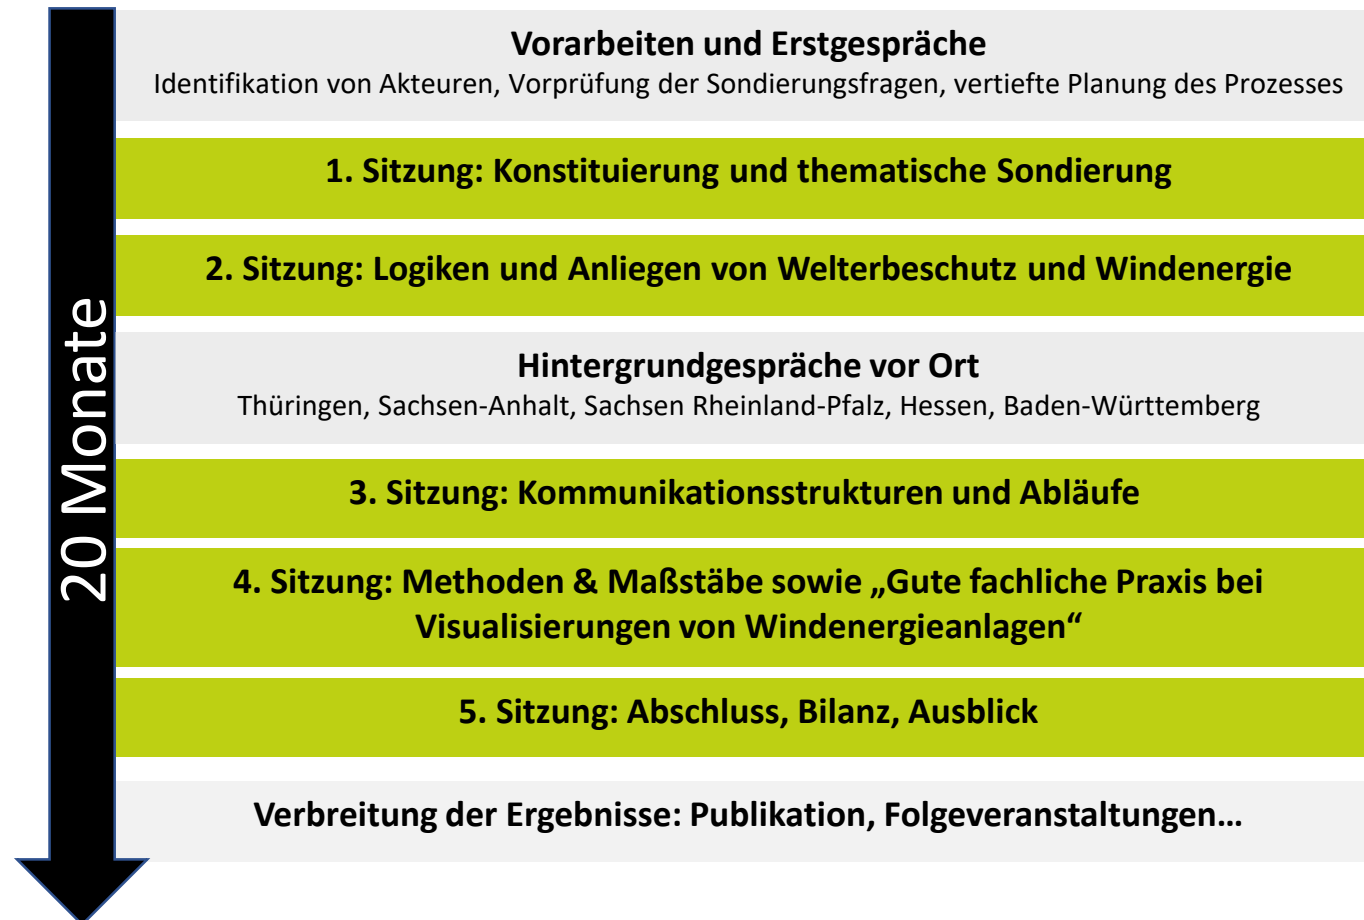 20 Monate
Vorarbeiten und Erstgespräche
Identifikation von Akteuren, Vorprüfung der Sondierungsfragen, vertiefte Planung des Prozesses
1. Sitzung: Konstituierung und thematische Sondierung
2. Sitzung: Logiken und Anliegen von Welterbeschutz und Windenergie
Hintergrundgespräche vor Ort
Thüringen, Sachsen-Anhalt, Sachsen Rheinland-Pfalz, Hessen, Baden-Württemberg
3. Sitzung: Kommunikationsstrukturen und Abläufe
4. Sitzung: Methoden & Maßstäbe sowie „Gute fachliche Praxis bei
Visualisierungen von Windenergieanlagen“
5. Sitzung: Abschluss, Bilanz, Ausblick
Verbreitung der Ergebnisse: Publikation, Folgeveranstaltungen…